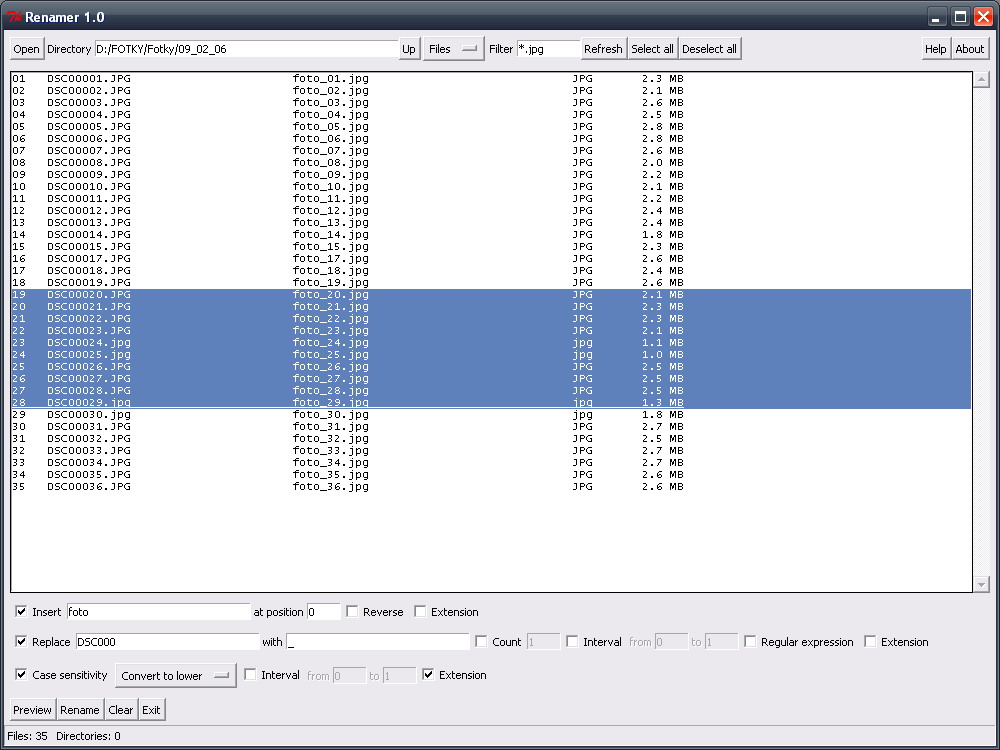 Renamer 1.0
Open Directory D:/FOTKY/Fotky/09_02_06 Up Files Filter *.jpg Refresh Select all Deselect all Help About
01 DSC00001.JPG foto_01.jpg JPG 2.3 MB
02 DSC00002.JPG foto_02.jpg JPG 2.1 MB
03 DSC00003.JPG foto_03.jpg JPG 2.6 MB
04 DSC00004.JPG foto_04.jpg JPG 2.5 MB
05 DSC00005.JPG foto_05.jpg JPG 2.8 MB
06 DSC00006.JPG foto_06.jpg JPG 2.8 MB
07 DSC00007.JPG foto_07.jpg JPG 2.6 MB
08 DSC00008.JPG foto_08.jpg JPG 2.0 MB
09 DSC00009.JPG foto_09.jpg JPG 2.2 MB
10 DSC00010.JPG foto_10.jpg JPG 2.1 MB
11 DSC00011.JPG foto_11.jpg JPG 2.2 MB
12 DSC00012.JPG foto_12.jpg JPG 2.4 MB
13 DSC00013.JPG foto_13.jpg JPG 2.4 MB
14 DSC00014.JPG foto_14.jpg JPG 1.8 MB
15 DSC00015.JPG foto_15.jpg JPG 2.3 MB
16 DSC00017.JPG foto_17.jpg JPG 2.6 MB
17 DSC00018.JPG foto_18.jpg JPG 2.4 MB
18 DSC00019.JPG foto_19.jpg JPG 2.6 MB
19 DSC00020.JPG foto_20.jpg JPG 2.1 MB
20 DSC00021.JPG foto_21.jpg JPG 2.3 MB
21 DSC00022.JPG foto_22.jpg JPG 2.3 MB
22 DSC00023.JPG foto_23.jpg JPG 2.1 MB
23 DSC00024.jpg foto_24.jpg jpg 1.1 MB
24 DSC00025.jpg foto_25.jpg jpg 1.0 MB
25 DSC00026.JPG foto_26.jpg JPG 2.5 MB
26 DSC00027.JPG foto_27.jpg JPG 2.5 MB
27 DSC00028.JPG foto_28.jpg JPG 2.5 MB
28 DSC00029.jpg foto_29.jpg jpg 1.3 MB
29 DSC00030.jpg foto_30.jpg jpg 1.8 MB
30 DSC00031.JPG foto_31.jpg JPG 2.7 MB
31 DSC00032.JPG foto_32.jpg JPG 2.5 MB
32 DSC00033.JPG foto_33.jpg JPG 2.7 MB
33 DSC00034.JPG foto_34.jpg JPG 2.7 MB
34 DSC00035.JPG foto_35.jpg JPG 2.6 MB
35 DSC00036.JPG foto_36.jpg JPG 2.6 MB
Insert foto at position 0 Reverse Extension
Replace DSC000 with _ Count 1 Interval from 0 to 1 Regular expression Extension
Case sensitivity Convert to lower Interval from 0 to 1 Extension
Preview Rename Clear Exit
Files: 35 Directories: 0